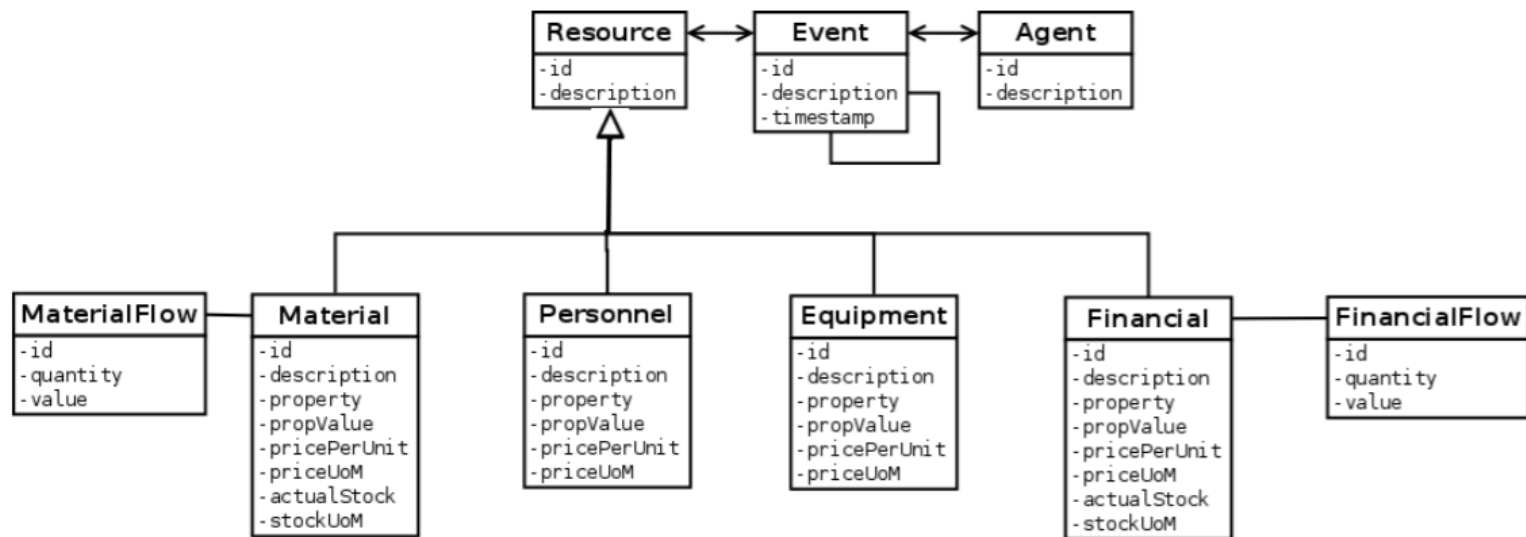 Resource
-id
-description
Event
-id
-description
-timestamp
Agent
-id
-description
MaterialFlow
-id
-quantity
-value
Material
-id
-description
-property
-propValue
-pricePerUnit
-priceUoM
-actualStock
-stockUoM
Personnel
-id
-description
-property
-propValue
-pricePerUnit
-priceUoM
Equipment
-id
-description
-property
-propValue
-pricePerUnit
-priceUoM
Financial
-id
-description
-property
-propValue
-pricePerUnit
-priceUoM
-actualStock
-stockUoM
FinancialFlow
-id
-quantity
-value